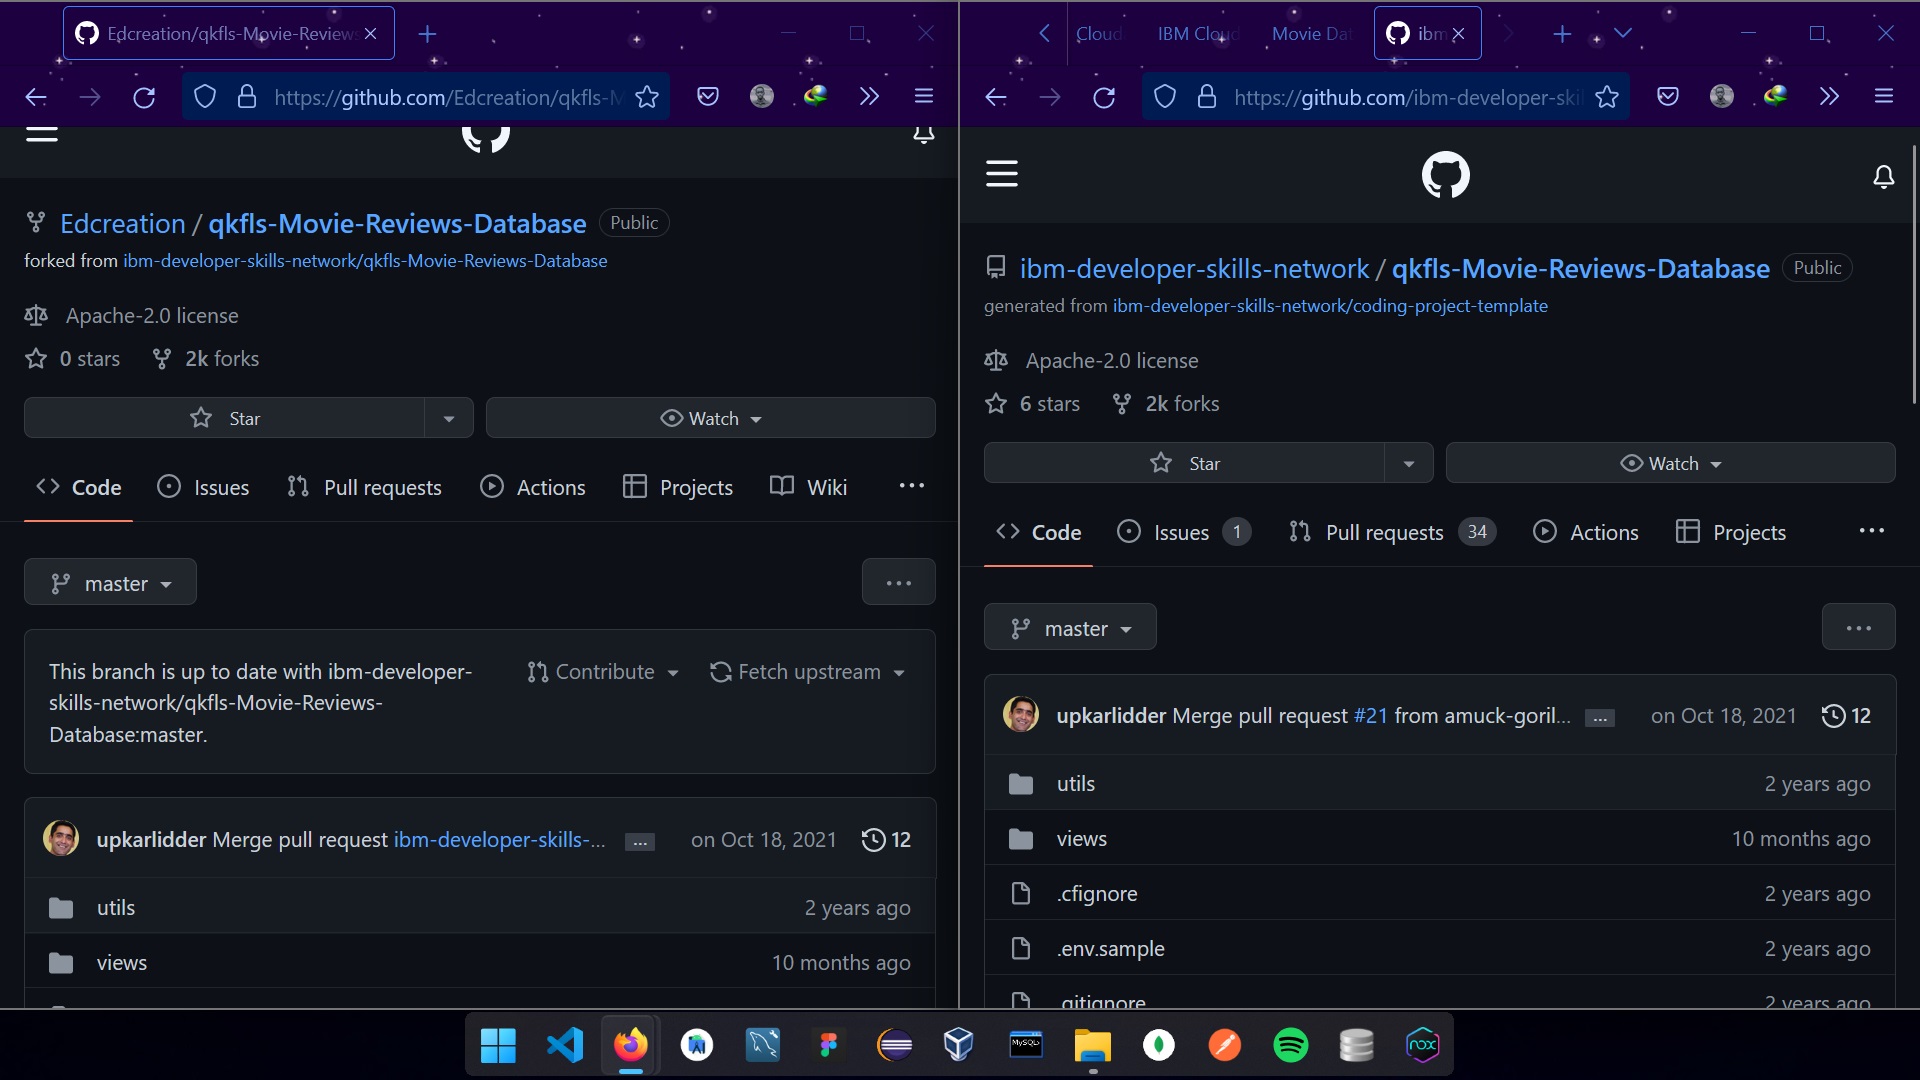 Edcreation/qkfls-Movie-Reviews
https://github.com/Edcreation/qkfls-M
Edcreation / qkfls-Movie-Reviews-Database Public
forked from ibm-developer-skills-network/qkfls-Movie-Reviews-Database
Apache-2.0 license
0 stars 2k forks
Star Watch
Code Issues Pull requests Actions Projects Wiki ...
master ...
This branch is up to date with ibm-developer-
skills-network/qkfls-Movie-Reviews-
Database:master.
Contribute Fetch upstream
upkarlidder Merge pull request ibm-developer-skills-... ... on Oct 18, 2021 12
utils 2 years ago
views 10 months ago
Cloud IBM Cloud Movie Dat ibm
https://github.com/ibm-developer-ski
ibm-developer-skills-network / qkfls-Movie-Reviews-Database Public
generated from ibm-developer-skills-network/coding-project-template
Apache-2.0 license
6 stars 2k forks
Star Watch
Code Issues 1 Pull requests 34 Actions Projects ...
master ...
upkarlidder Merge pull request #21 from amuck-goril... ... on Oct 18, 2021 12
utils 2 years ago
views 10 months ago
.cfignore 2 years ago
.env.sample 2 years ago
.gitignore 2 years ago
MySQL
nox